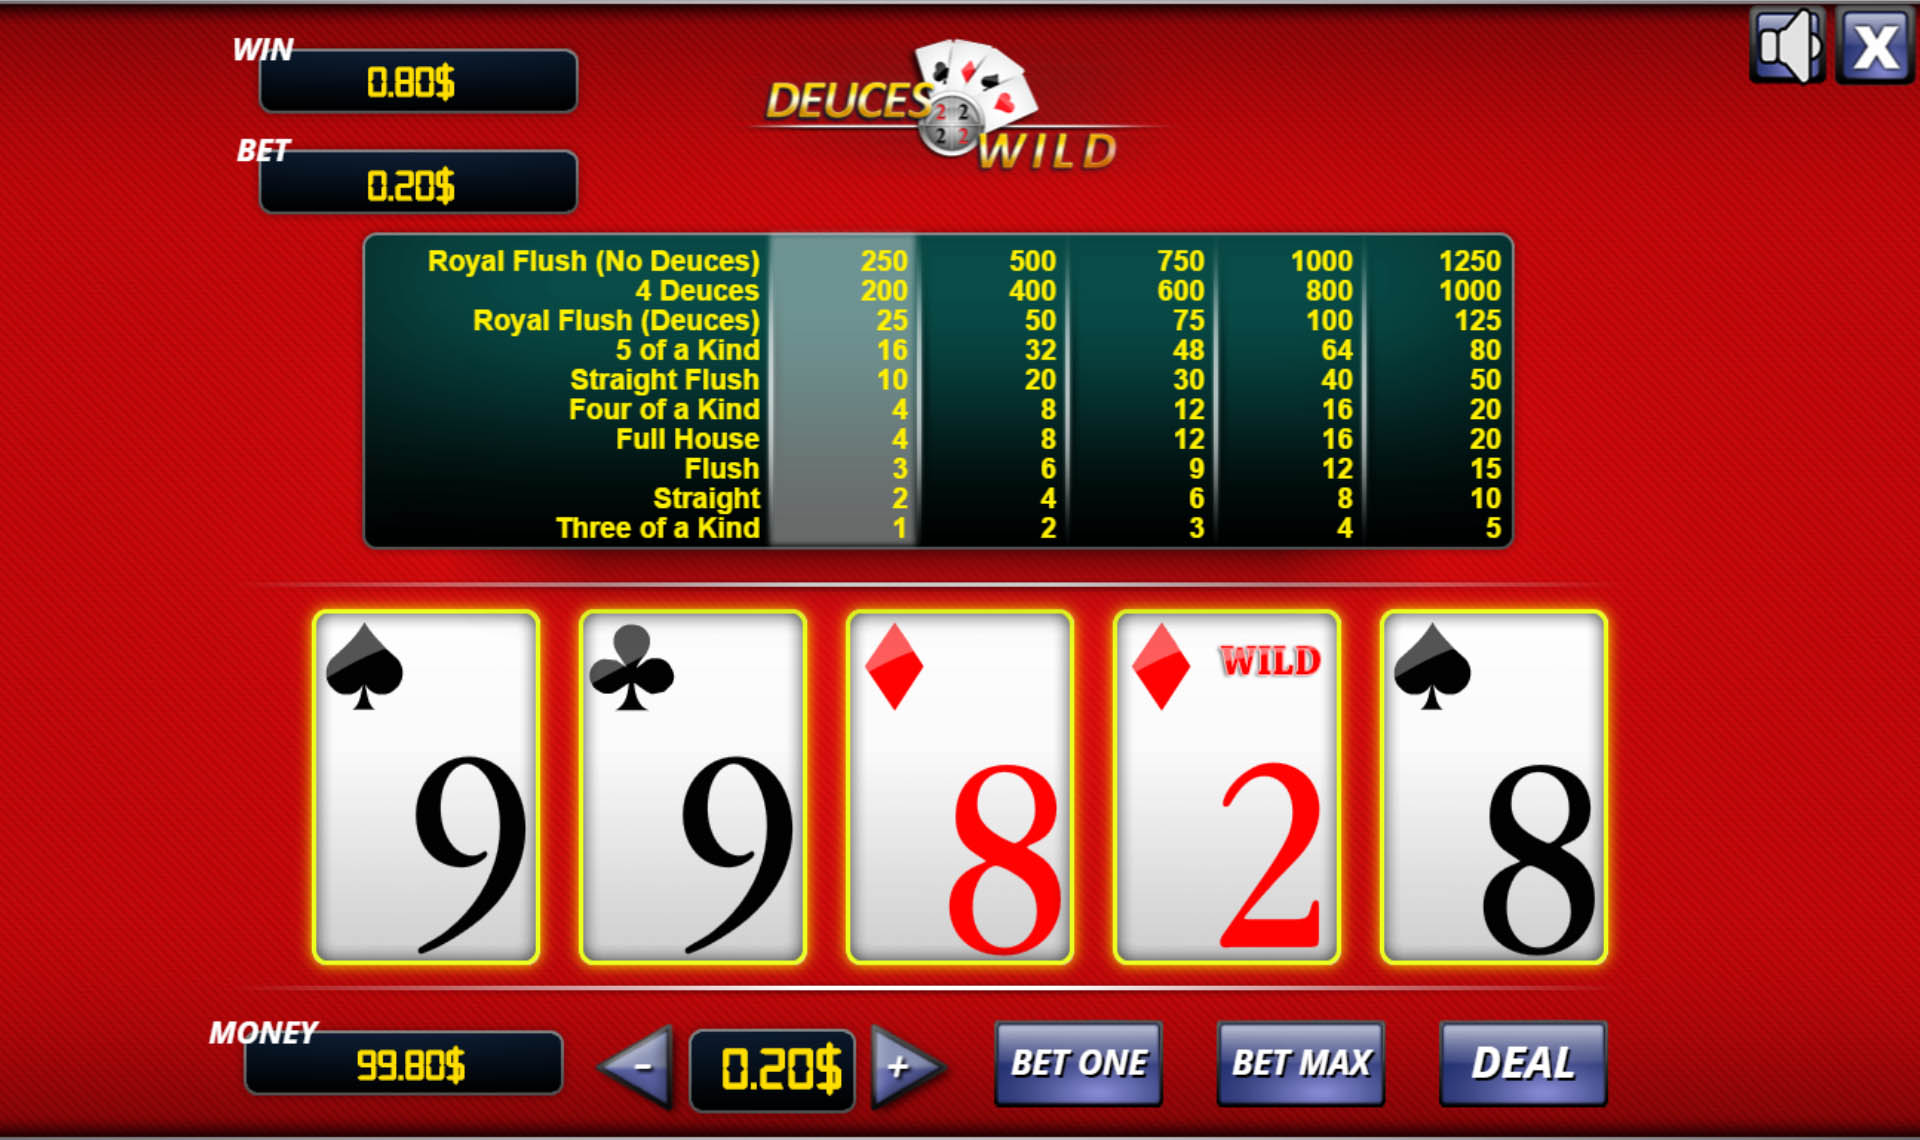 WIN
0.80$
BET
0.20$
DEUCES
2 2
2 2
WILD
X
Royal Flush (No Deuces) 250 500 750 1000 1250
4 Deuces 200 400 600 800 1000
Royal Flush (Deuces) 25 50 75 100 125
5 of a Kind 16 32 48 64 80
Straight Flush 10 20 30 40 50
Four of a Kind 4 8 12 16 20
Full House 4 8 12 16 20
Flush 3 6 9 12 15
Straight 2 4 6 8 10
Three of a Kind 1 2 3 4 5
WILD
9 9 8 2 8
MONEY
99.80$
- 0.20$ +
BET ONE
BET MAX
DEAL